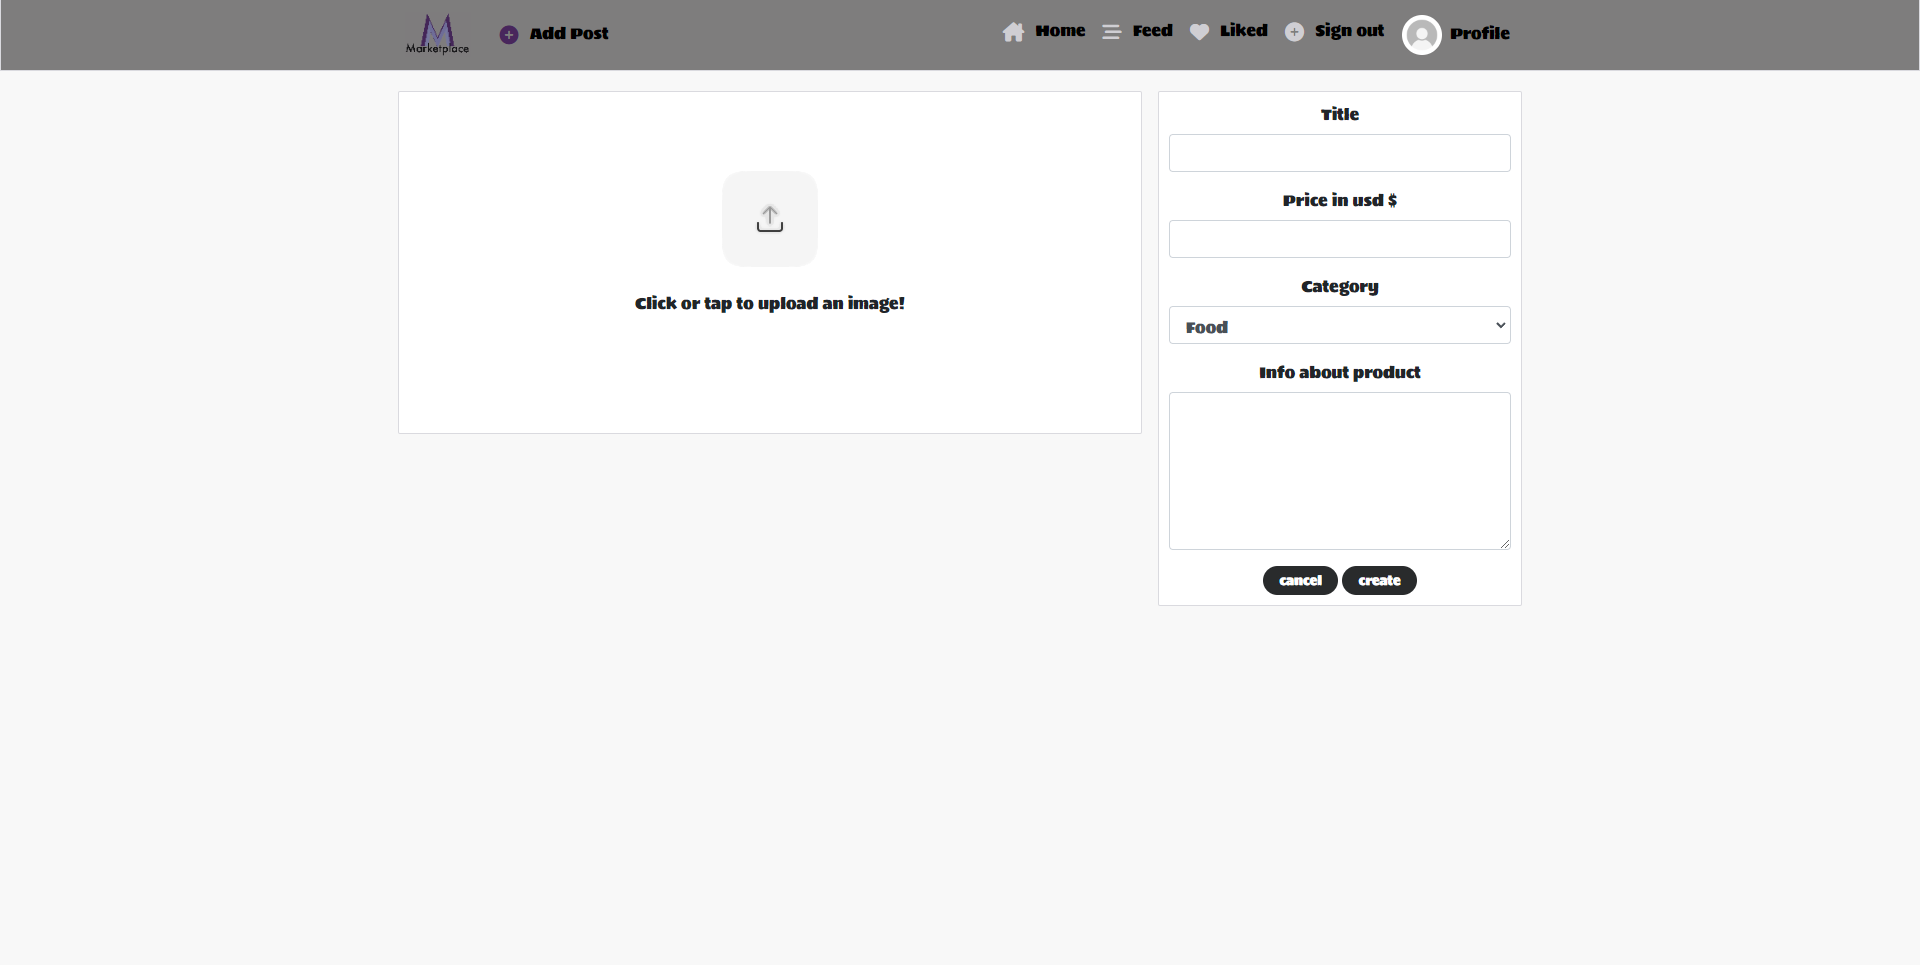 Marketplace
Add Post
Home
Feed
Liked
Sign out
Profile
Click or tap to upload an image!
Title
Price in usd $
Category
Food
Info about product
cancel
create